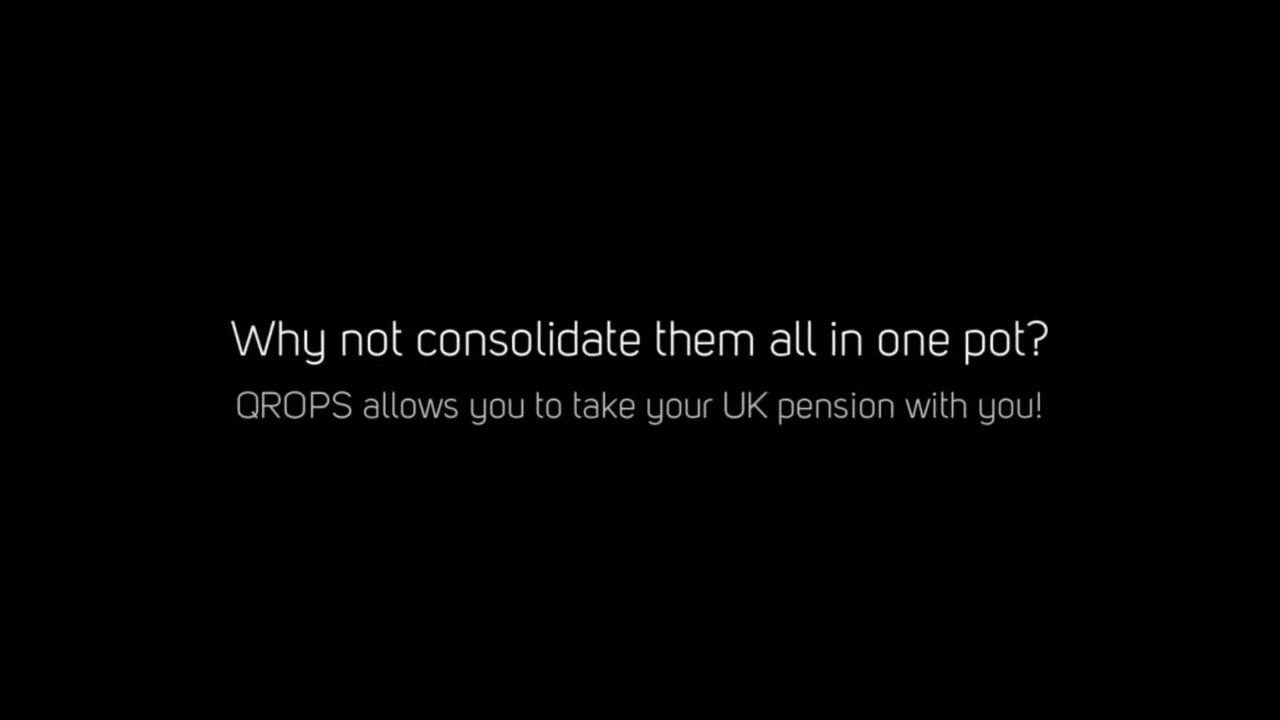 Why not consolidate them all in one pot?
QROPS allows you to take your UK pension with you!